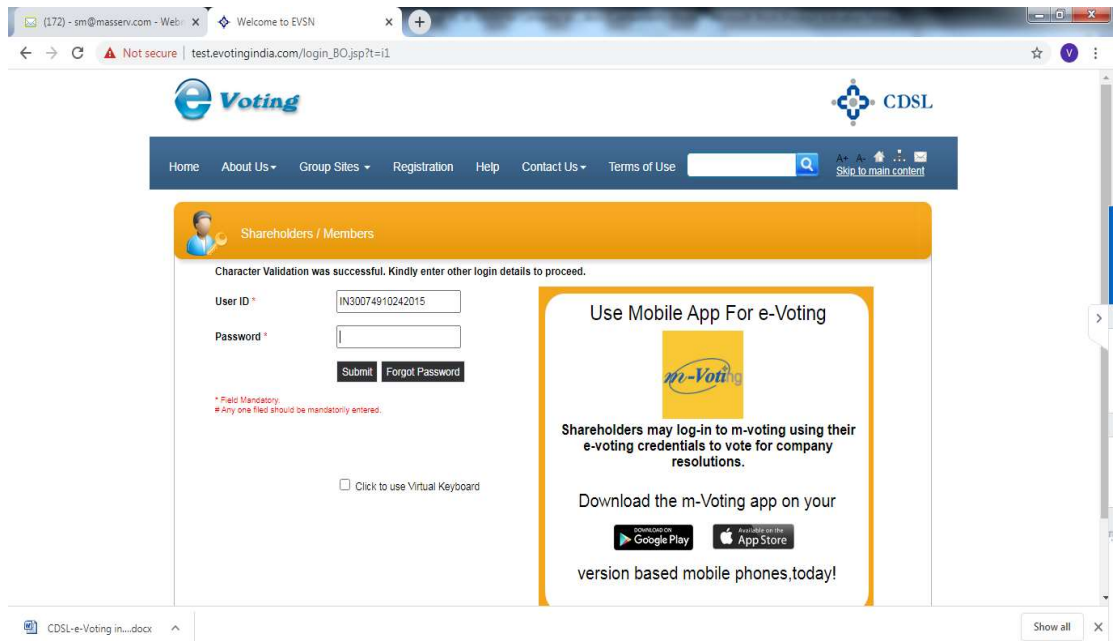 (172) - sm@masserv.com - Web
Welcome to EVSN
Not secure | test.evotingindia.com/login_BO.jsp?t=i1
V
e Voting
CDSL
Home About Us Group Sites Registration Help Contact Us Terms of Use
A+ A-
Skip to main content
Shareholders / Members
Character Validation was successful. Kindly enter other login details to proceed.
User ID * IN30074910242015
Password *
Submit Forgot Password
* Field Mandatory.
# Any one filed should be mandatorily entered.
Click to use Virtual Keyboard
Use Mobile App For e-Voting
m-Voting
Shareholders may log-in to m-voting using their
e-voting credentials to vote for company
resolutions.
Download the m-Voting app on your
DOWNLOAD ON
Google Play
Available on the
App Store
version based mobile phones,today!
CDSL-e-Voting in....docx
Show all